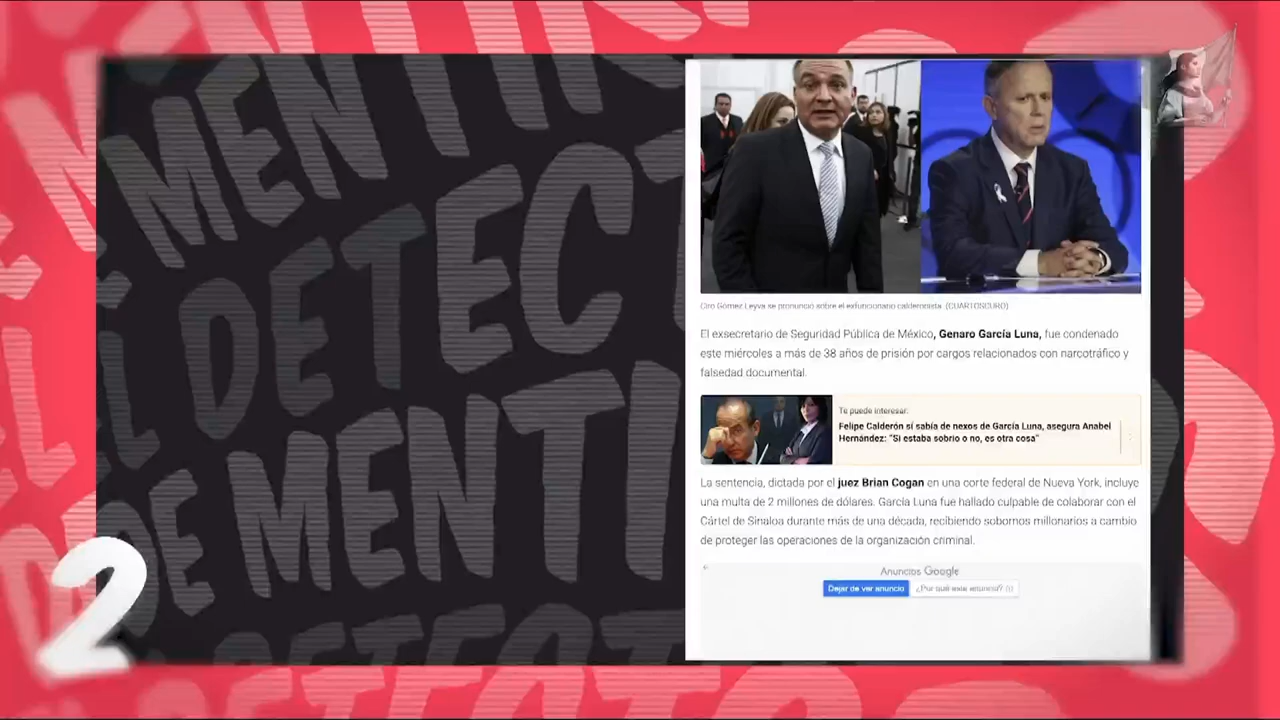 MENTIR
EL DETECT
DE MENTI
DETECTO
2
Ciro Gómez Leyva se pronunció sobre el exfuncionario calderonista. (CUARTOSCURO)
El exsecretario de Seguridad Pública de México, Genaro García Luna, fue condenado
este miércoles a más de 38 años de prisión por cargos relacionados con narcotráfico y
falsedad documental.
Te puede interesar:
Felipe Calderón sí sabía de nexos de García Luna, asegura Anabel
Hernández: "Si estaba sobrio o no, es otra cosa"
La sentencia, dictada por el juez Brian Cogan en una corte federal de Nueva York, incluye
una multa de 2 millones de dólares. García Luna fue hallado culpable de colaborar con el
Cártel de Sinaloa durante más de una década, recibiendo sobornos millonarios a cambio
de proteger las operaciones de la organización criminal.
Anuncios Google
Dejar de ver anuncio ¿Por qué este anuncio?